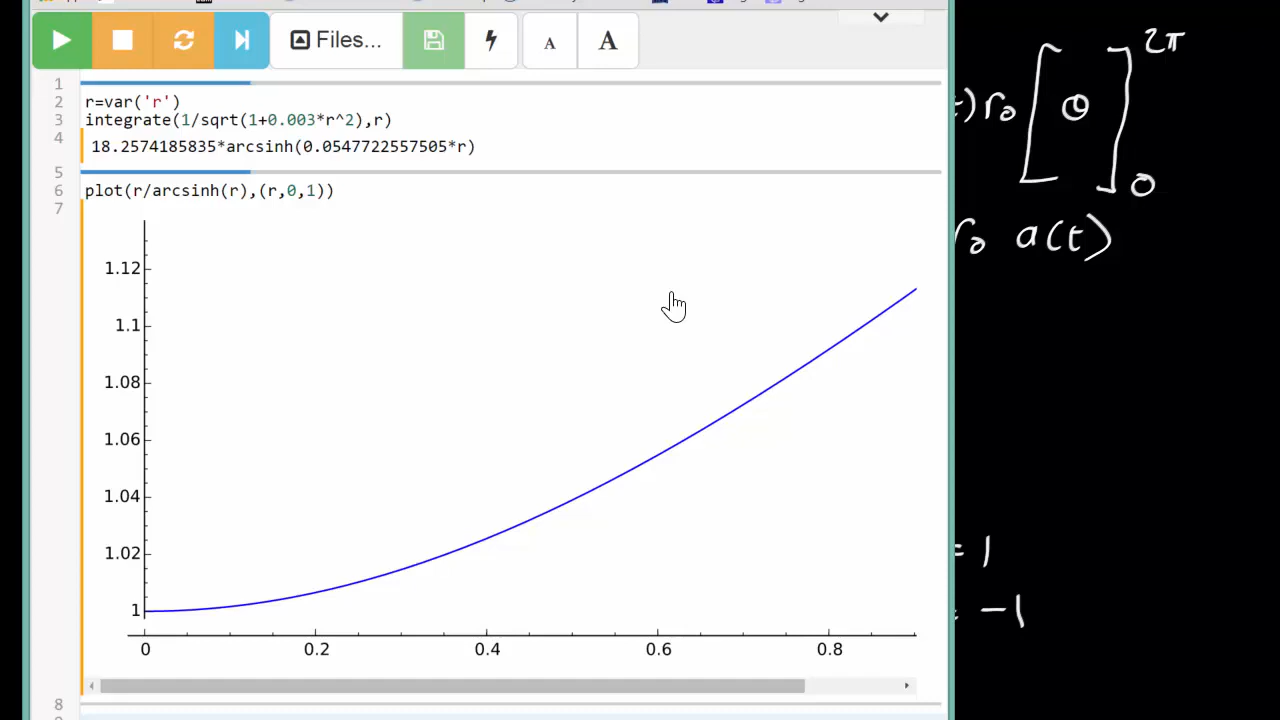 Files...
A
A
1
2 r=var('r')
3 integrate(1/sqrt(1+0.003*r^2),r)
4 18.2574185835*arcsinh(0.0547722557505*r)
5
6 plot(r/arcsinh(r),(r,0,1))
7
1.12
1.1
1.08
1.06
1.04
1.02
1
0 0.2 0.4 0.6 0.8
8
t) r₀ [ θ ] 2π 0
r₀ a(t)
= 1
= -1